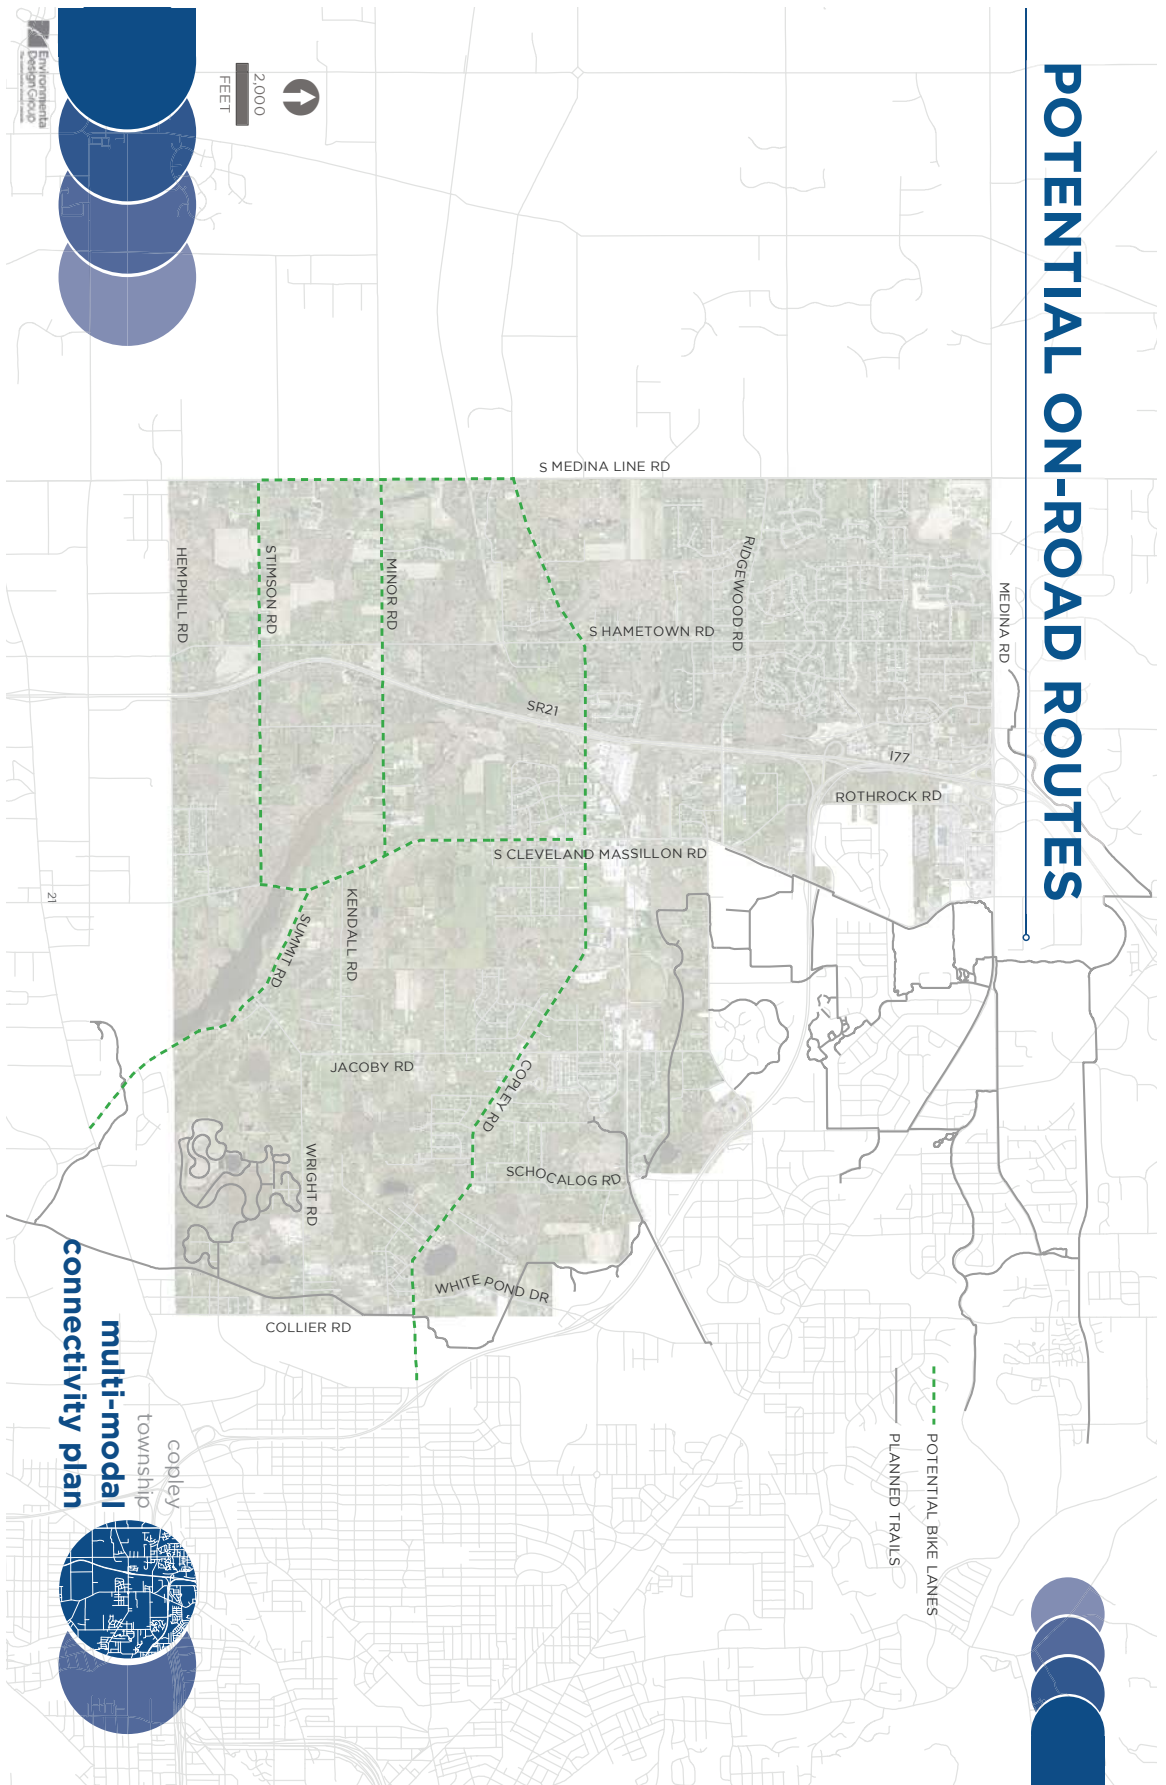 POTENTIAL ON-ROAD ROUTES
MEDINA RD
I77
ROTHROCK RD
RIDGEWOOD RD
S MEDINA LINE RD
S HAMETOWN RD
SR21
S CLEVELAND MASSILLON RD
MINOR RD
STIMSON RD
HEMPHILL RD
KENDALL RD
SUMMIT RD
21
JACOBY RD
COPLEY RD
SCHOCALOG RD
WRIGHT RD
WHITE POND DR
COLLIER RD
POTENTIAL BIKE LANES
PLANNED TRAILS
2,000
FEET
Environmental
DesignGroup
copley
township
multi-modal
connectivity plan